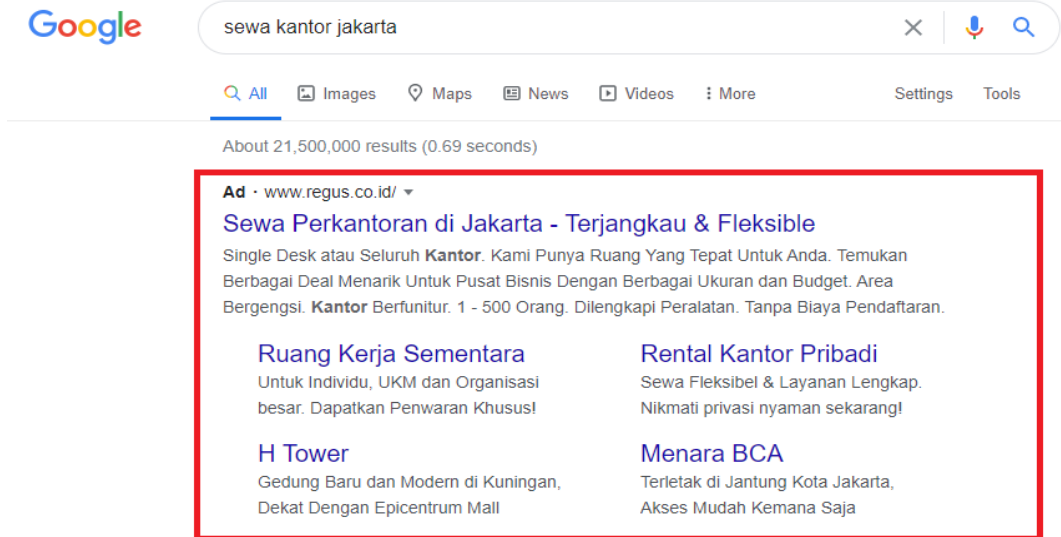 Google
sewa kantor jakarta
All Images Maps News Videos More Settings Tools
About 21,500,000 results (0.69 seconds)
Ad · www.regus.co.id/
Sewa Perkantoran di Jakarta - Terjangkau & Fleksible
Single Desk atau Seluruh Kantor. Kami Punya Ruang Yang Tepat Untuk Anda. Temukan
Berbagai Deal Menarik Untuk Pusat Bisnis Dengan Berbagai Ukuran dan Budget. Area
Bergengsi. Kantor Berfunitur. 1 - 500 Orang. Dilengkapi Peralatan. Tanpa Biaya Pendaftaran.
Ruang Kerja Sementara
Untuk Individu, UKM dan Organisasi
besar. Dapatkan Penwaran Khusus!
Rental Kantor Pribadi
Sewa Fleksibel & Layanan Lengkap.
Nikmati privasi nyaman sekarang!
H Tower
Gedung Baru dan Modern di Kuningan,
Dekat Dengan Epicentrum Mall
Menara BCA
Terletak di Jantung Kota Jakarta,
Akses Mudah Kemana Saja